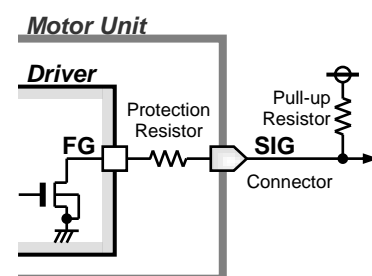 Motor Unit
Driver
Protection
Resistor
Pull-up
Resistor
FG
SIG
Connector